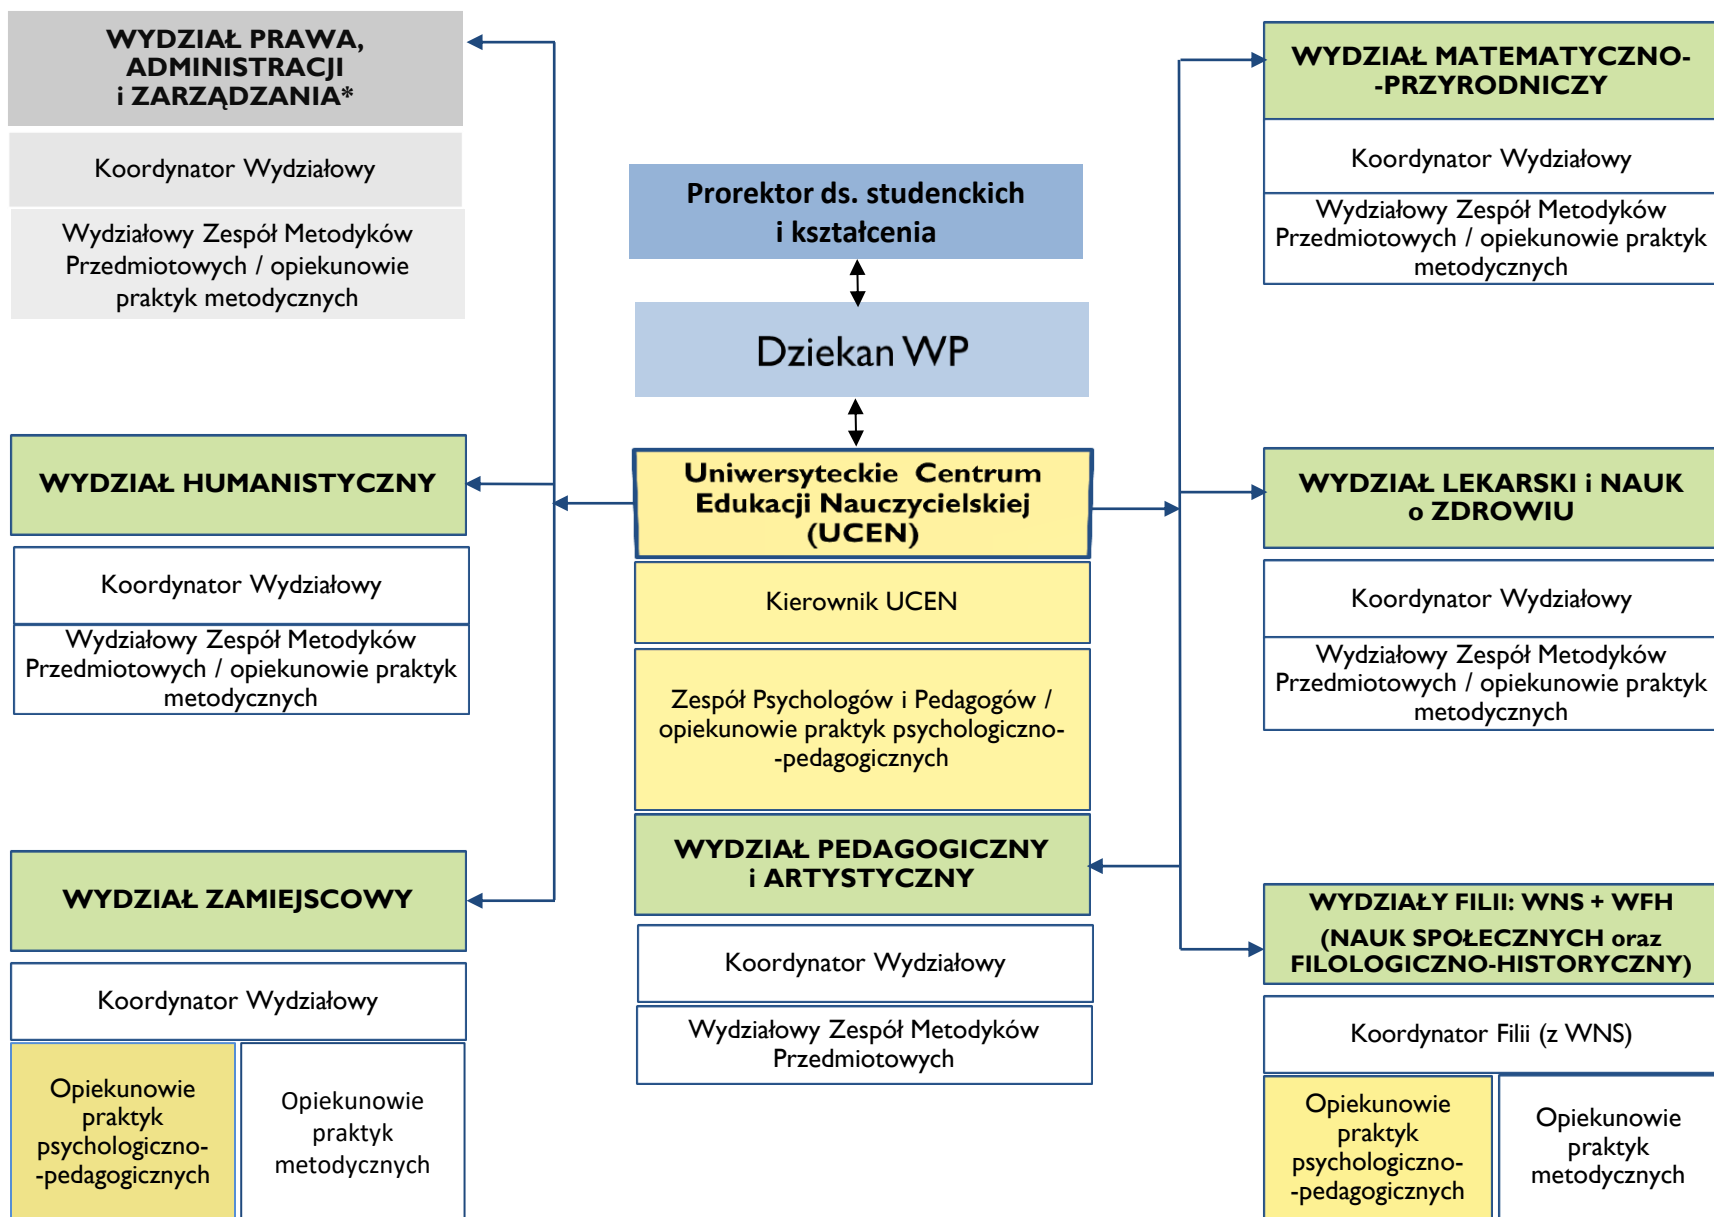 WYDZIAŁ PRAWA,
ADMINISTRACJI
i ZARZĄDZANIA*
Koordynator Wydziałowy
Wydziałowy Zespół Metodyków
Przedmiotowych / opiekunowie
praktyk metodycznych
WYDZIAŁ HUMANISTYCZNY
Koordynator Wydziałowy
Wydziałowy Zespół Metodyków
Przedmiotowych / opiekunowie praktyk
metodycznych
WYDZIAŁ ZAMIEJSCOWY
Koordynator Wydziałowy
Opiekunowie
praktyk
psychologiczno-
-pedagogicznych
Opiekunowie
praktyk
metodycznych
Prorektor ds. studenckich
i kształcenia
Dziekan WP
Uniwersyteckie Centrum
Edukacji Nauczycielskiej
(UCEN)
Kierownik UCEN
Zespół Psychologów i Pedagogów /
opiekunowie praktyk psychologiczno-
-pedagogicznych
WYDZIAŁ PEDAGOGICZNY
i ARTYSTYCZNY
Koordynator Wydziałowy
Wydziałowy Zespół Metodyków
Przedmiotowych
WYDZIAŁ MATEMATYCZNO-
-PRZYRODNICZY
Koordynator Wydziałowy
Wydziałowy Zespół Metodyków
Przedmiotowych / opiekunowie praktyk
metodycznych
WYDZIAŁ LEKARSKI i NAUK
o ZDROWIU
Koordynator Wydziałowy
Wydziałowy Zespół Metodyków
Przedmiotowych / opiekunowie praktyk
metodycznych
WYDZIAŁY FILII: WNS + WFH
(NAUK SPOŁECZNYCH oraz
FILOLOGICZNO-HISTORYCZNY)
Koordynator Filii (z WNS)
Opiekunowie
praktyk
psychologiczno-
-pedagogicznych
Opiekunowie
praktyk
metodycznych